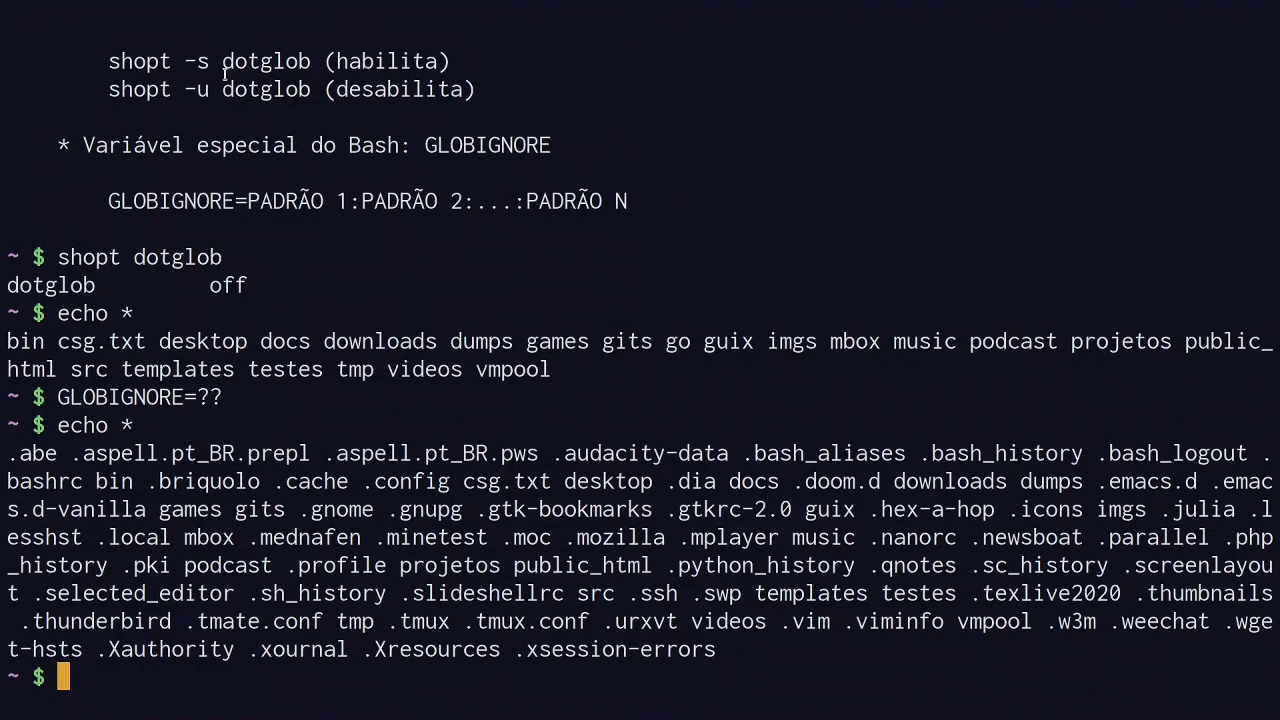 shopt -s dotglob (habilita)
shopt -u dotglob (desabilita)
* Variável especial do Bash: GLOBIGNORE
GLOBIGNORE=PADRÃO 1:PADRÃO 2:...:PADRÃO N
~ $ shopt dotglob
dotglob off
~ $ echo *
bin csg.txt desktop docs downloads dumps games gits go guix imgs mbox music podcast projetos public_
html src templates testes tmp videos vmpool
~ $ GLOBIGNORE=??
~ $ echo *
.abe .aspell.pt_BR.prepl .aspell.pt_BR.pws .audacity-data .bash_aliases .bash_history .bash_logout .
bashrc bin .briquolo .cache .config csg.txt desktop .dia docs .doom.d downloads dumps .emacs.d .emac
s.d-vanilla games gits .gnome .gnupg .gtk-bookmarks .gtkrc-2.0 guix .hex-a-hop .icons imgs .julia .l
esshst .local mbox .mednafen .minetest .moc .mozilla .mplayer music .nanorc .newsboat .parallel .php
_history .pki podcast .profile projetos public_html .python_history .qnotes .sc_history .screenlayou
t .selected_editor .sh_history .slideshellrc src .ssh .swp templates testes .texlive2020 .thumbnails
.thunderbird .tmate.conf tmp .tmux .tmux.conf .urxvt videos .vim .viminfo vmpool .w3m .weechat .wge
t-hsts .Xauthority .xournal .Xresources .xsession-errors
~ $